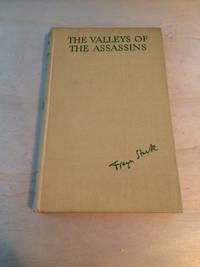 THE VALLEYS OF
THE ASSASSINS
Freya Stark